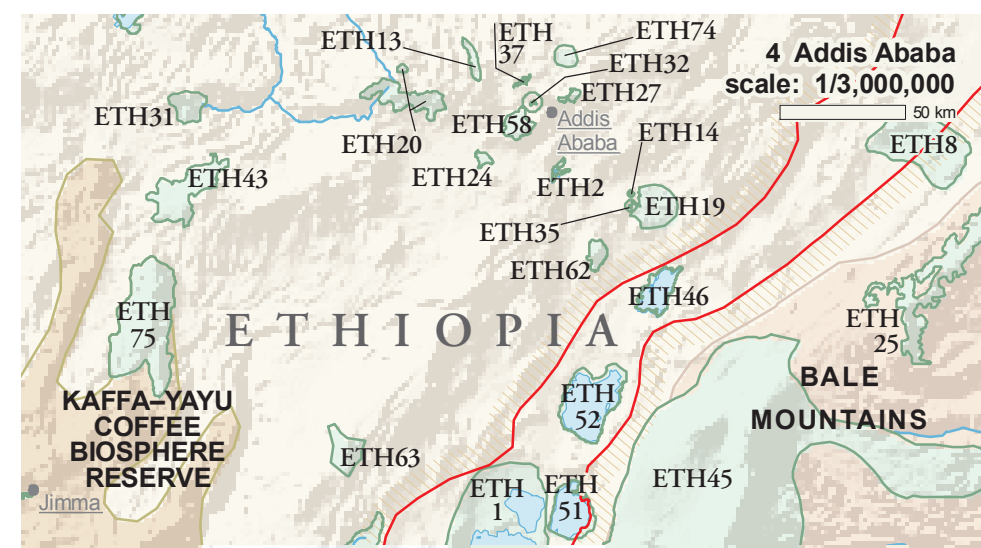 ETH13
ETH
37
ETH74
ETH32
4 Addis Ababa
scale: 1/3,000,000
50 km
ETH31
ETH20
ETH58
ETH27
Addis
Ababa
ETH14
ETH8
ETH43
ETH24
ETH2
ETH19
ETH35
ETH62
ETH46
ETH
75
ETHIOPIA
ETH
25
BALE
MOUNTAINS
KAFFA–YAYU
COFFEE
BIOSPHERE
RESERVE
ETH
52
ETH63
ETH
1
ETH
51
ETH45
Jimma